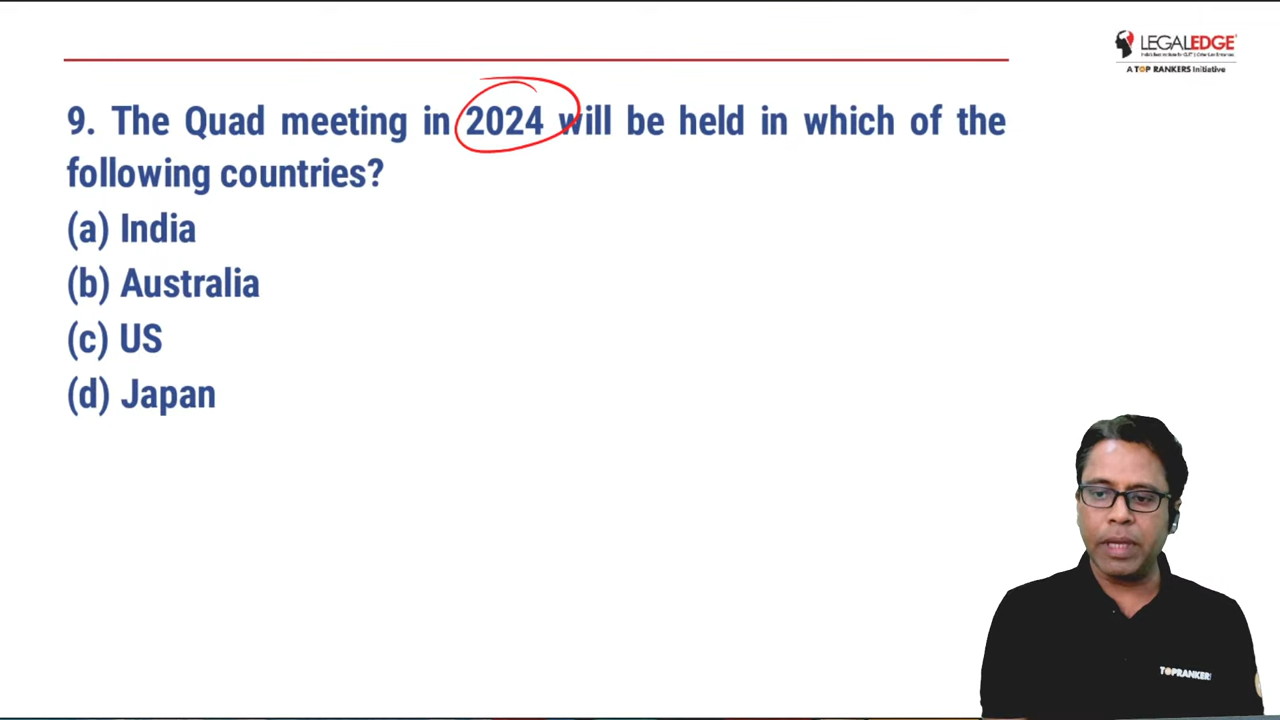 LEGALEDGE
A TOP RANKERS Initiative
9. The Quad meeting in 2024 will be held in which of the
following countries?
(a) India
(b) Australia
(c) US
(d) Japan
TOPRANKERS